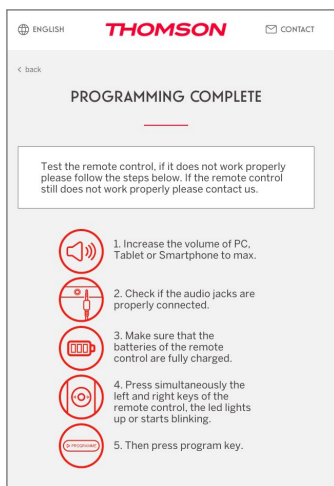 ENGLISH THOMSON CONTACT
< back
PROGRAMMING COMPLETE
Test the remote control, if it does not work properly
please follow the steps below. If the remote control
still does not work properly please contact us.
1. Increase the volume of PC,
Tablet or Smartphone to max.
2. Check if the audio jacks are
properly connected.
3. Make sure that the
batteries of the remote
control are fully charged.
4. Press simultaneously the
left and right keys of the
remote control, the led lights
up or starts blinking.
PROGRAMME
5. Then press program key.